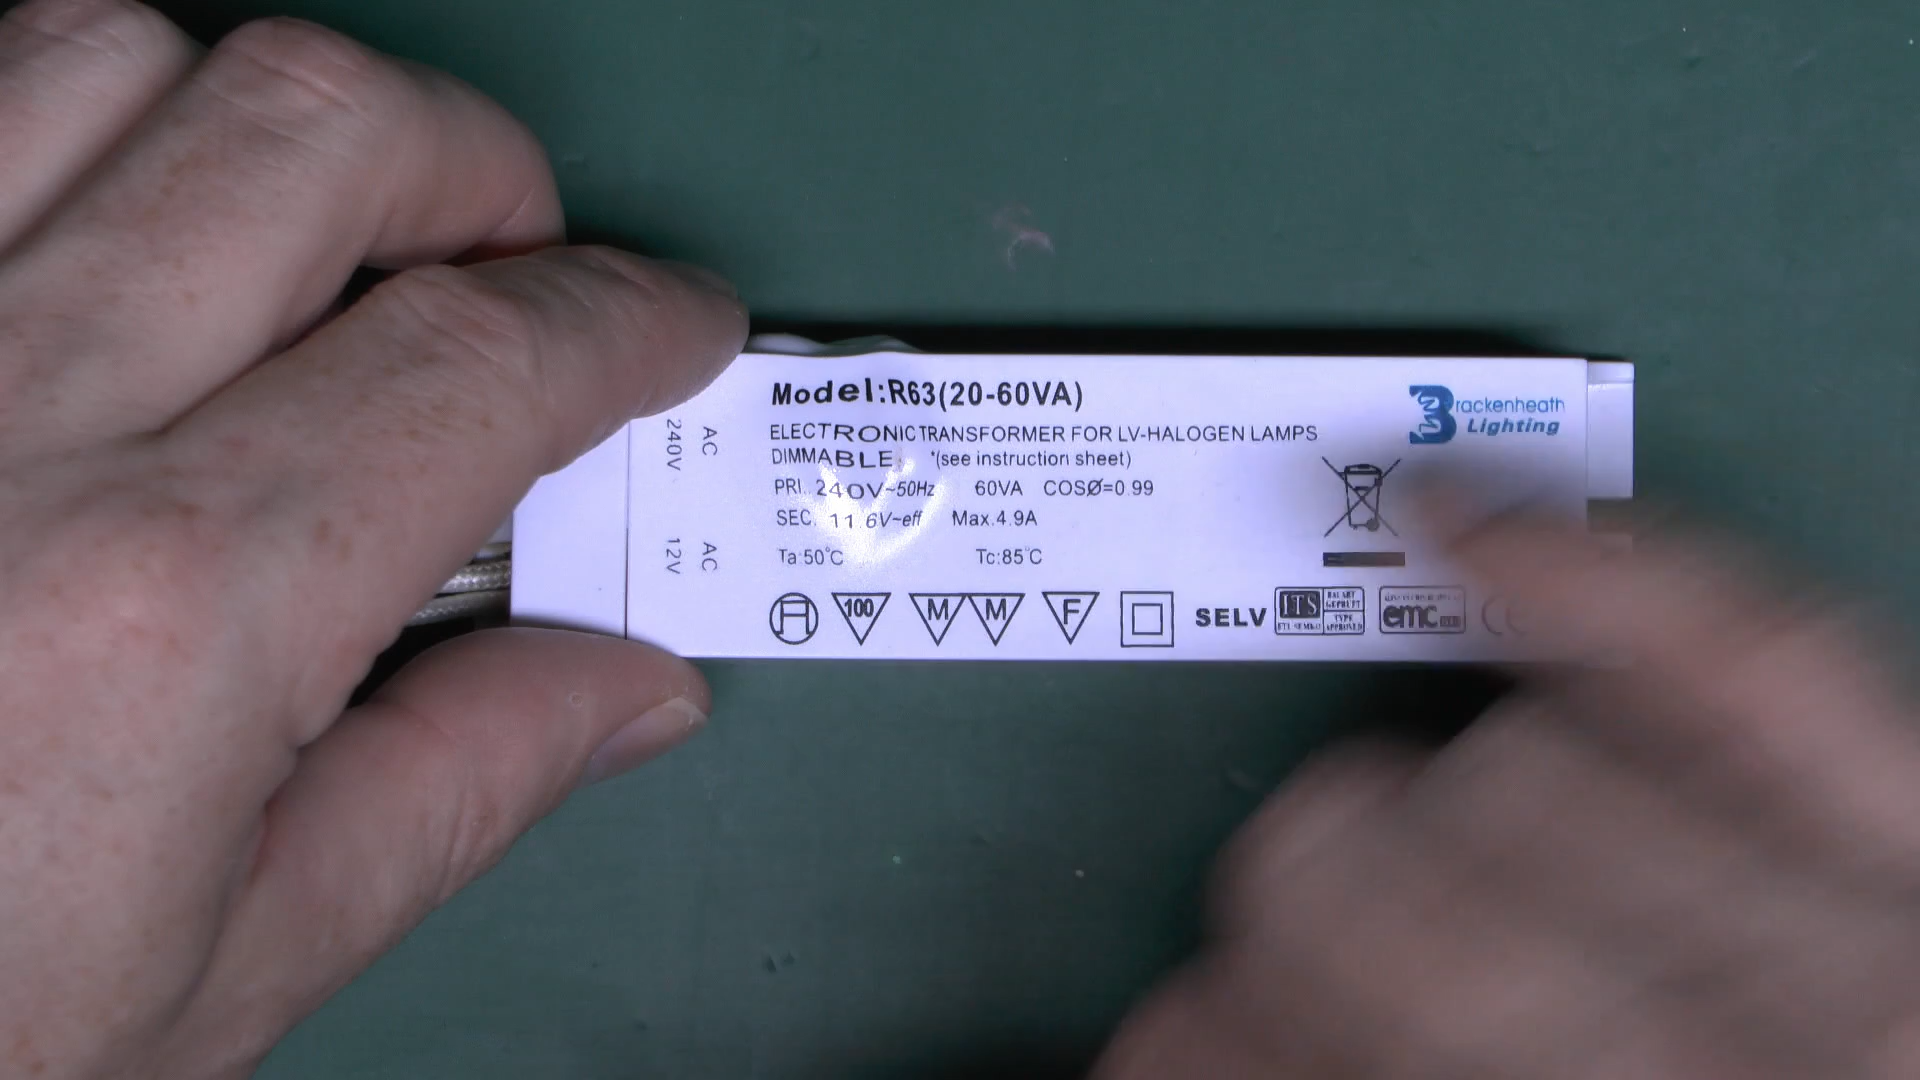 Model:R63(20-60VA)
Brackenheath
Lighting
ELECTRONIC TRANSFORMER FOR LV-HALOGEN LAMPS
DIMMABLE *(see instruction sheet)
PRI. 240V~50Hz 60VA COSØ=0.99
SEC. 11.6V~eff Max.4.9A
Ta:50°C Tc:85°C
AC
240V
AC
12V
100 M M F SELV ITS emc CE